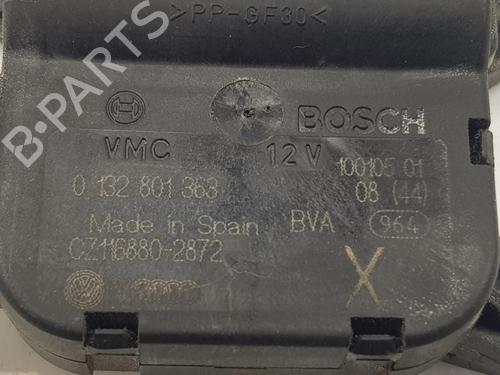 >PP-GF30<
B-PARTS
BOSCH
VMC 12V
100105 01
0 132 801 363
08 (44)
Made in Spain BVA 964
CZ116880-2872
X